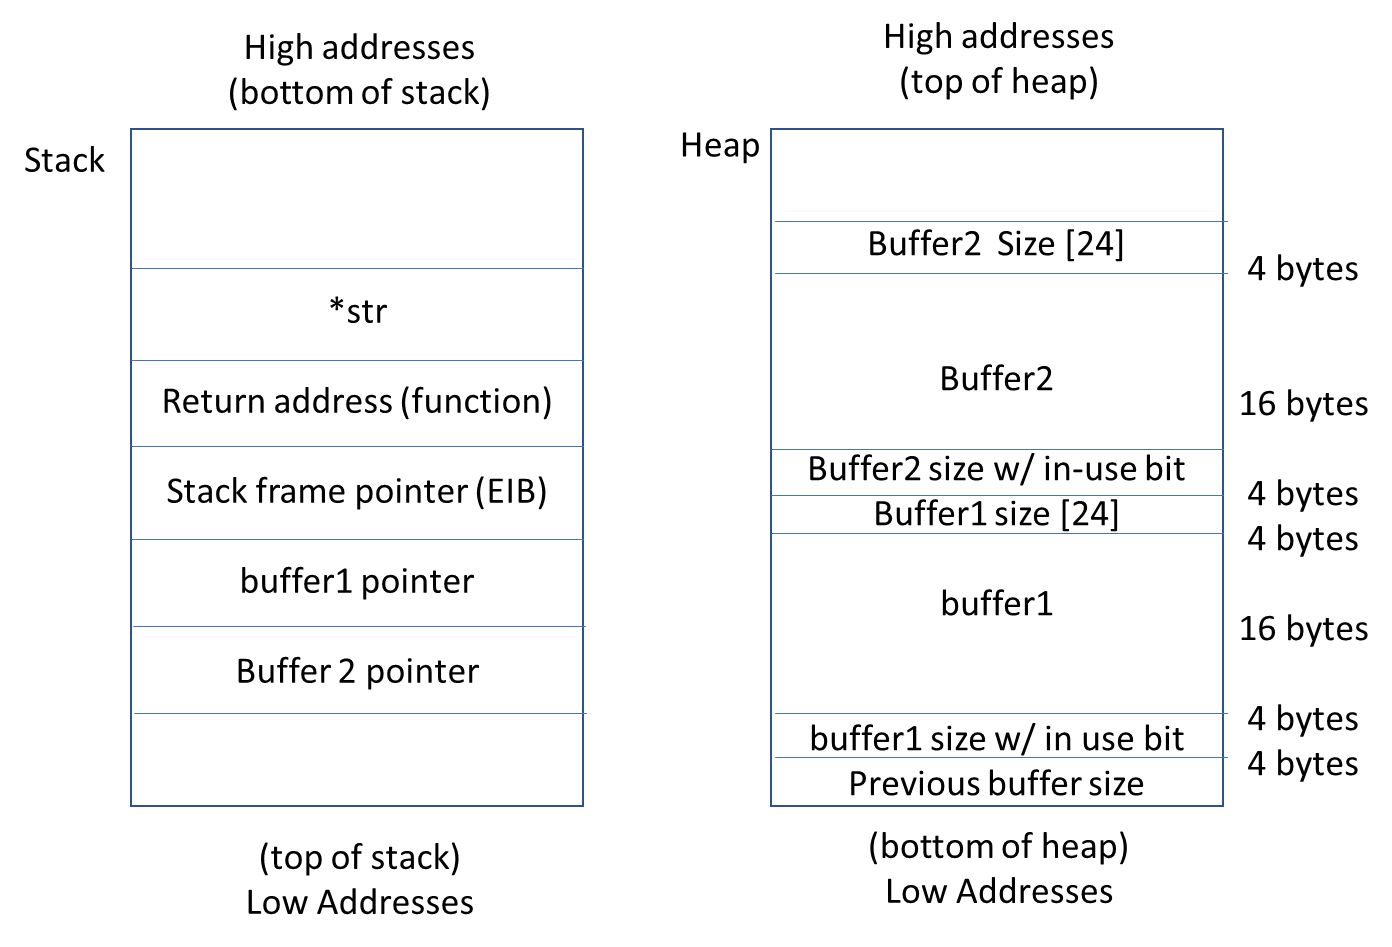 High addresses
(bottom of stack)
Stack
*str
Return address (function)
Stack frame pointer (EIB)
buffer1 pointer
Buffer 2 pointer
(top of stack)
Low Addresses
High addresses
(top of heap)
Heap
Buffer2  Size [24]
4 bytes
Buffer2
16 bytes
Buffer2 size w/ in-use bit
4 bytes
Buffer1 size [24]
4 bytes
buffer1
16 bytes
4 bytes
buffer1 size w/ in use bit
4 bytes
Previous buffer size
(bottom of heap)
Low Addresses